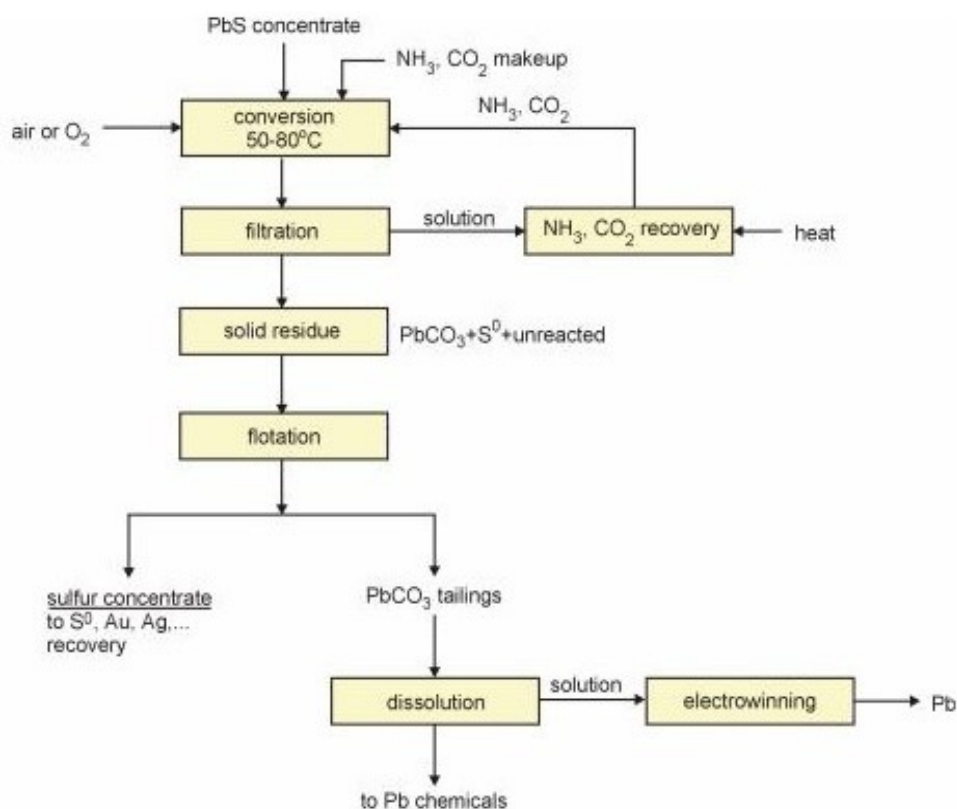 PbS concentrate
NH₃, CO₂ makeup
NH₃, CO₂
air or O₂
conversion
50-80°C
filtration
solution
NH₃, CO₂ recovery
heat
solid residue
PbCO₃+S⁰+unreacted
flotation
sulfur concentrate
to S⁰, Au, Ag,...
recovery
PbCO₃ tailings
dissolution
solution
electrowinning
Pb
to Pb chemicals